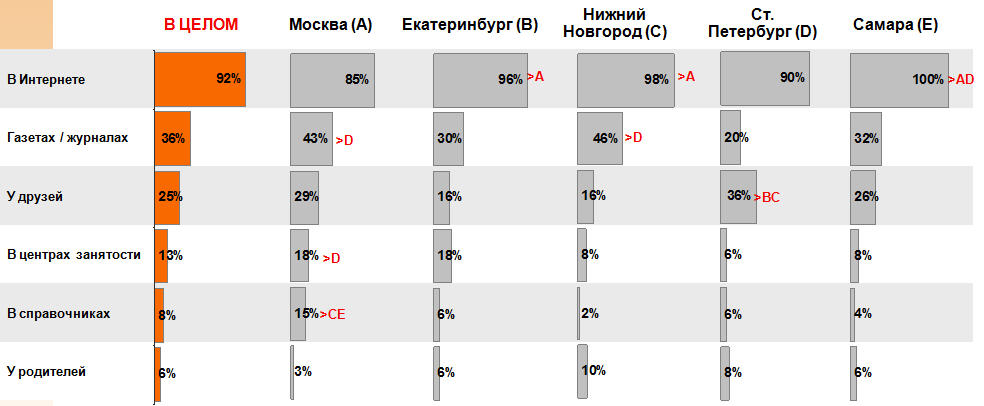 В ЦЕЛОМ Москва (A) Екатеринбург (B) Нижний Новгород (C) Ст. Петербург (D) Самара (E)
В Интернете 92% 85% 96% >A 98% >A 90% 100% >AD
Газетах / журналах 36% 43% >D 30% 46% >D 20% 32%
У друзей 25% 29% 16% 16% 36% >BC 26%
В центрах занятости 13% 18% >D 18% 8% 6% 8%
В справочниках 8% 15% >CE 6% 2% 6% 4%
У родителей 6% 3% 6% 10% 8% 6%